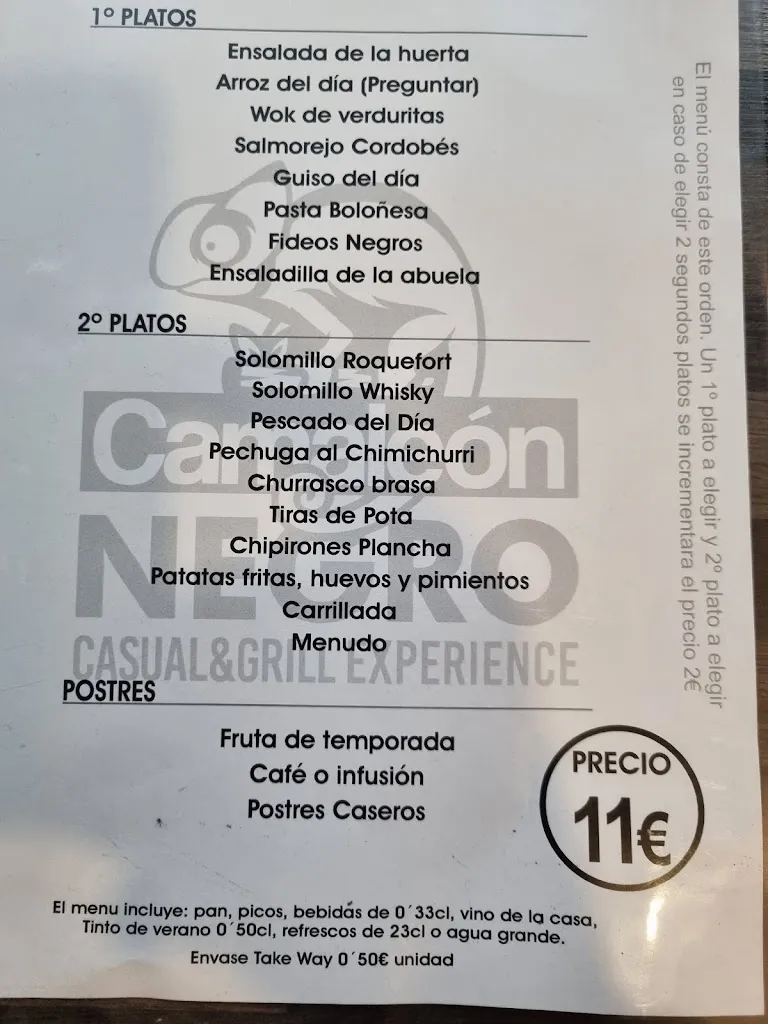 1º PLATOS
Ensalada de la huerta
Arroz del día (Preguntar)
Wok de verduritas
Salmorejo Cordobés
Guiso del día
Pasta Boloñesa
Fideos Negros
Ensaladilla de la abuela
2º PLATOS
Solomillo Roquefort
Solomillo Whisky
Pescado del Día
Pechuga al Chimichurri
Churrasco brasa
Tiras de Pota
Chipirones Plancha
Patatas fritas, huevos y pimientos
Carrillada
Menudo
Camaleón
NEGRO
CASUAL&GRILL EXPERIENCE
POSTRES
Fruta de temporada
Café o infusión
Postres Caseros
PRECIO
11€
El menu incluye: pan, picos, bebidas de 0´33cl, vino de la casa,
Tinto de verano 0´50cl, refrescos de 23cl o agua grande.
Envase Take Way 0´50€ unidad
El menú consta de este orden. Un 1º plato a elegir y 2º plato a elegir
en caso de elegir 2 segundos platos se incrementara el precio 2€